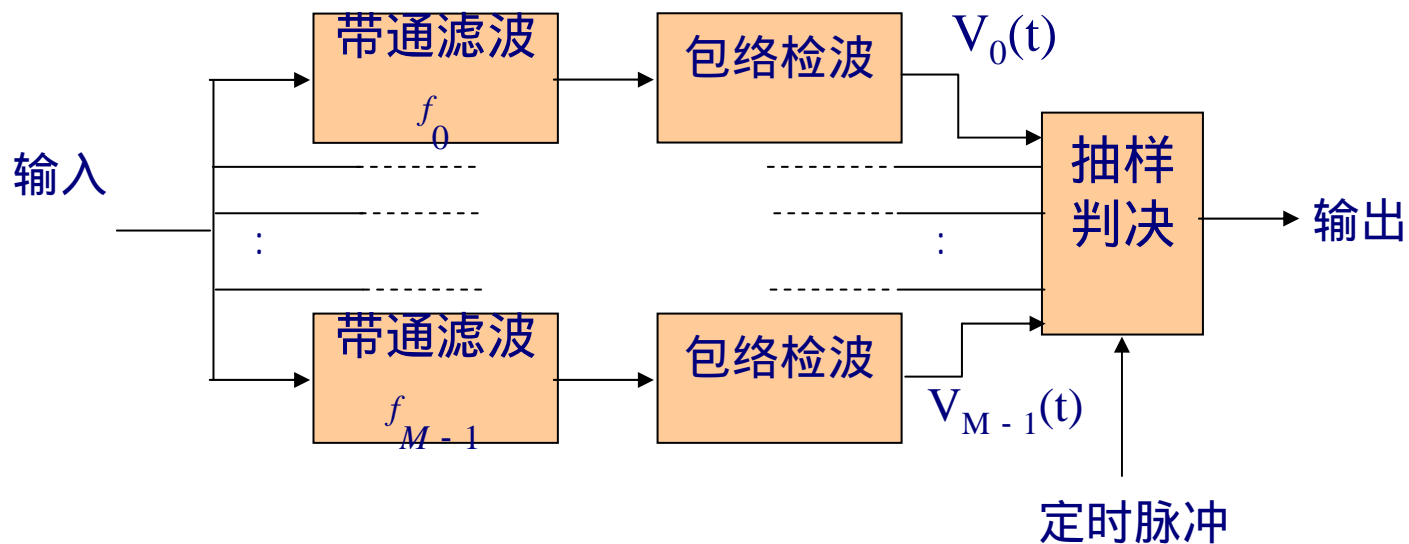 带通滤波
f0
包络检波
V0(t)
输入
抽样
判决
输出
:
:
带通滤波
fM - 1
包络检波
VM - 1(t)
定时脉冲